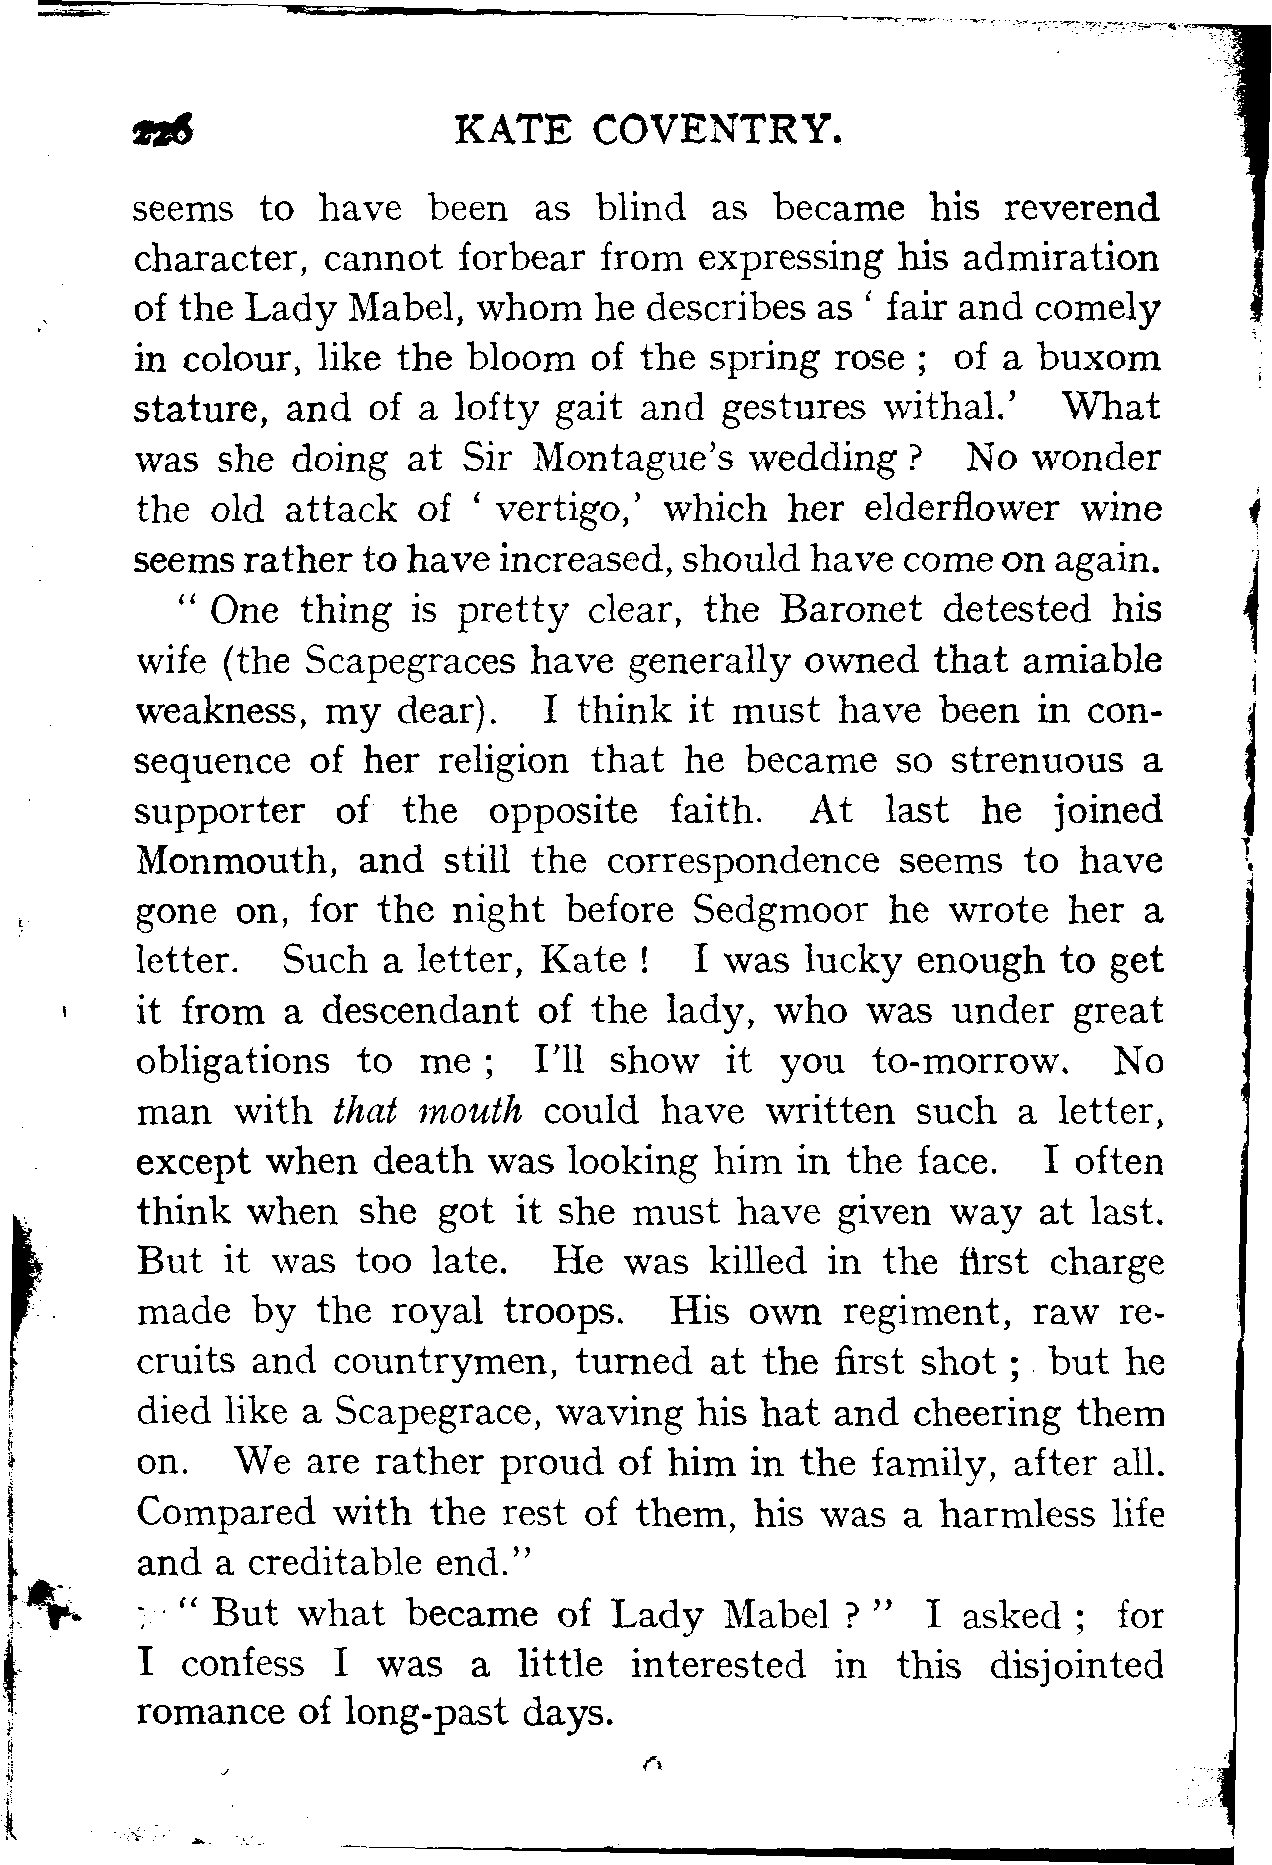 226 KATE COVENTRY.
seems to have been as blind as became his reverend
character, cannot forbear from expressing his admiration
of the Lady Mabel, whom he describes as ‘ fair and comely
in colour, like the bloom of the spring rose ; of a buxom
stature, and of a lofty gait and gestures withal.’ What
was she doing at Sir Montague’s wedding ? No wonder
the old attack of ‘ vertigo,’ which her elderflower wine
seems rather to have increased, should have come on again.
“ One thing is pretty clear, the Baronet detested his
wife (the Scapegraces have generally owned that amiable
weakness, my dear). I think it must have been in con-
sequence of her religion that he became so strenuous a
supporter of the opposite faith. At last he joined
Monmouth, and still the correspondence seems to have
gone on, for the night before Sedgmoor he wrote her a
letter. Such a letter, Kate ! I was lucky enough to get
it from a descendant of the lady, who was under great
obligations to me ; I’ll show it you to-morrow. No
man with that mouth could have written such a letter,
except when death was looking him in the face. I often
think when she got it she must have given way at last.
But it was too late. He was killed in the first charge
made by the royal troops. His own regiment, raw re-
cruits and countrymen, turned at the first shot ; but he
died like a Scapegrace, waving his hat and cheering them
on. We are rather proud of him in the family, after all.
Compared with the rest of them, his was a harmless life
and a creditable end.”
“ But what became of Lady Mabel ? ” I asked ; for
I confess I was a little interested in this disjointed
romance of long-past days.